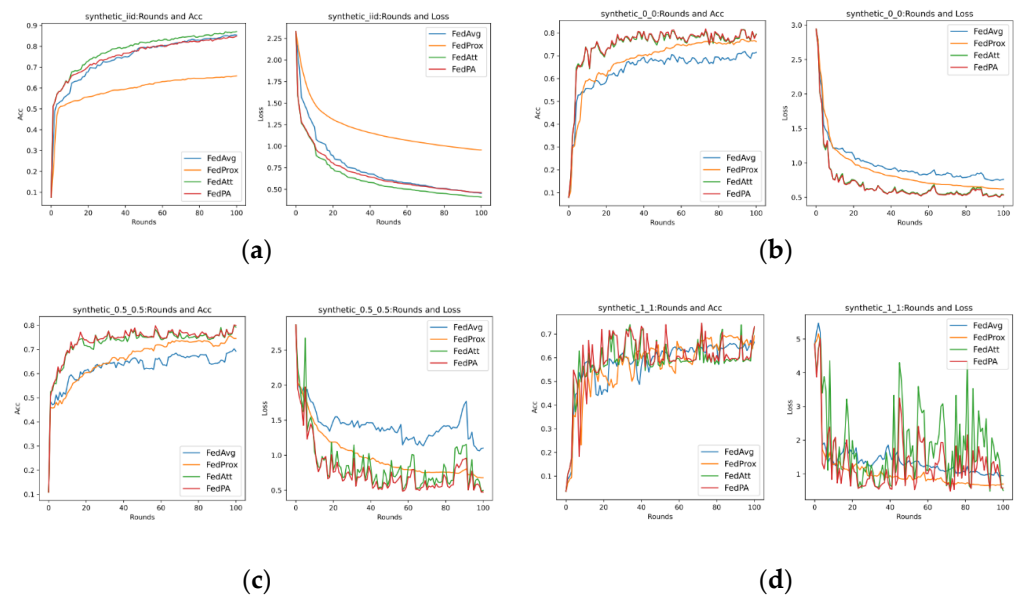 synthetic_iid:Rounds and Acc
0.9
0.8
0.7
0.6
0.5
0.4
0.3
0.2
0.1
Acc
0 20 40 60 80 100
Rounds
FedAvg
FedProx
FedAtt
FedPA
synthetic_iid:Rounds and Loss
2.25
2.00
1.75
1.50
1.25
1.00
0.75
0.50
Loss
0 20 40 60 80 100
Rounds
FedAvg
FedProx
FedAtt
FedPA
(a)
synthetic_0_0:Rounds and Acc
0.8
0.7
0.6
0.5
0.4
0.3
0.2
0.1
Acc
0 20 40 60 80 100
Rounds
FedAvg
FedProx
FedAtt
FedPA
synthetic_0_0:Rounds and Loss
3.0
2.5
2.0
1.5
1.0
0.5
Loss
0 20 40 60 80 100
Rounds
FedAvg
FedProx
FedAtt
FedPA
(b)
synthetic_0.5_0.5:Rounds and Acc
0.8
0.7
0.6
0.5
0.4
0.3
0.2
0.1
Acc
0 20 40 60 80 100
Rounds
FedAvg
FedProx
FedAtt
FedPA
synthetic_0.5_0.5:Rounds and Loss
2.5
2.0
1.5
1.0
0.5
Loss
0 20 40 60 80 100
Rounds
FedAvg
FedProx
FedAtt
FedPA
(c)
synthetic_1_1:Rounds and Acc
0.7
0.6
0.5
0.4
0.3
0.2
0.1
Acc
0 20 40 60 80 100
Rounds
FedAvg
FedProx
FedAtt
FedPA
synthetic_1_1:Rounds and Loss
5
4
3
2
1
Loss
0 20 40 60 80 100
Rounds
FedAvg
FedProx
FedAtt
FedPA
(d)